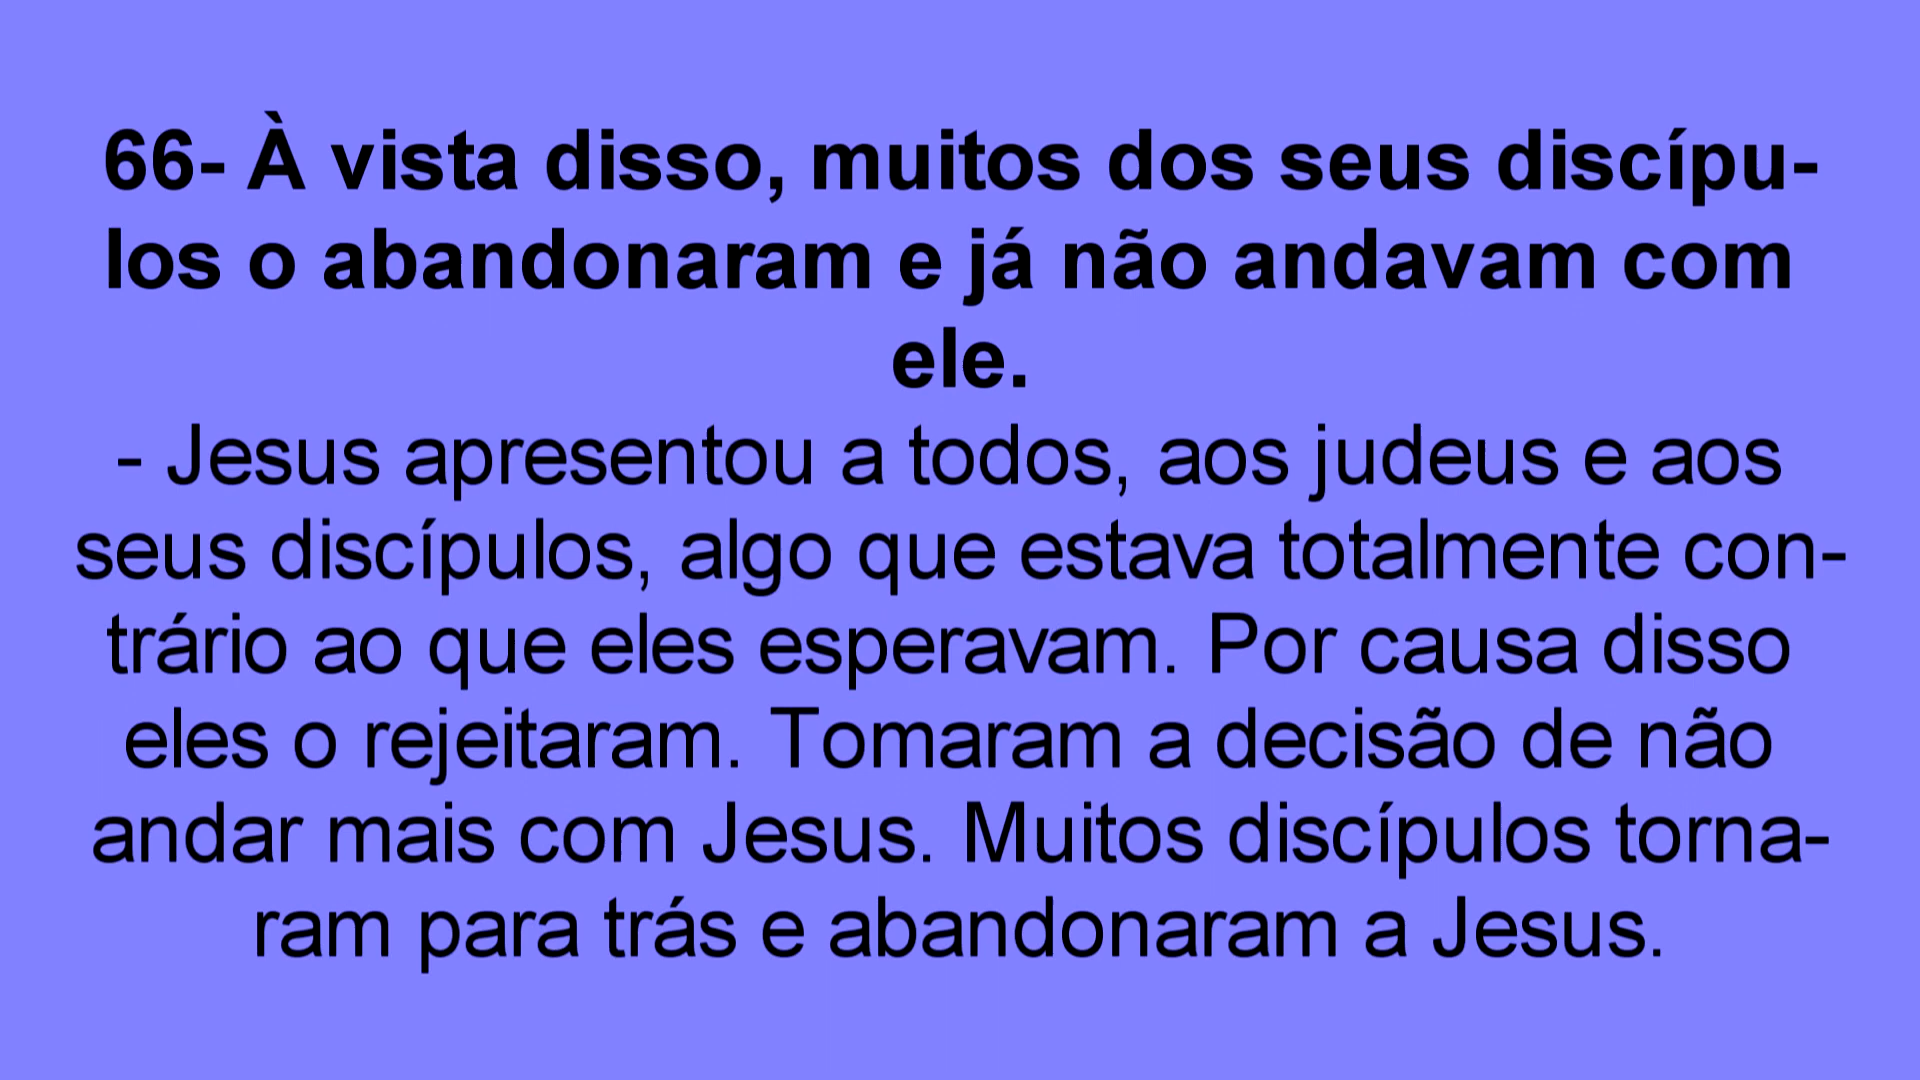 66- À vista disso, muitos dos seus discípu-
los o abandonaram e já não andavam com
ele.
- Jesus apresentou a todos, aos judeus e aos
seus discípulos, algo que estava totalmente con-
trário ao que eles esperavam. Por causa disso
eles o rejeitaram. Tomaram a decisão de não
andar mais com Jesus. Muitos discípulos torna-
ram para trás e abandonaram a Jesus.